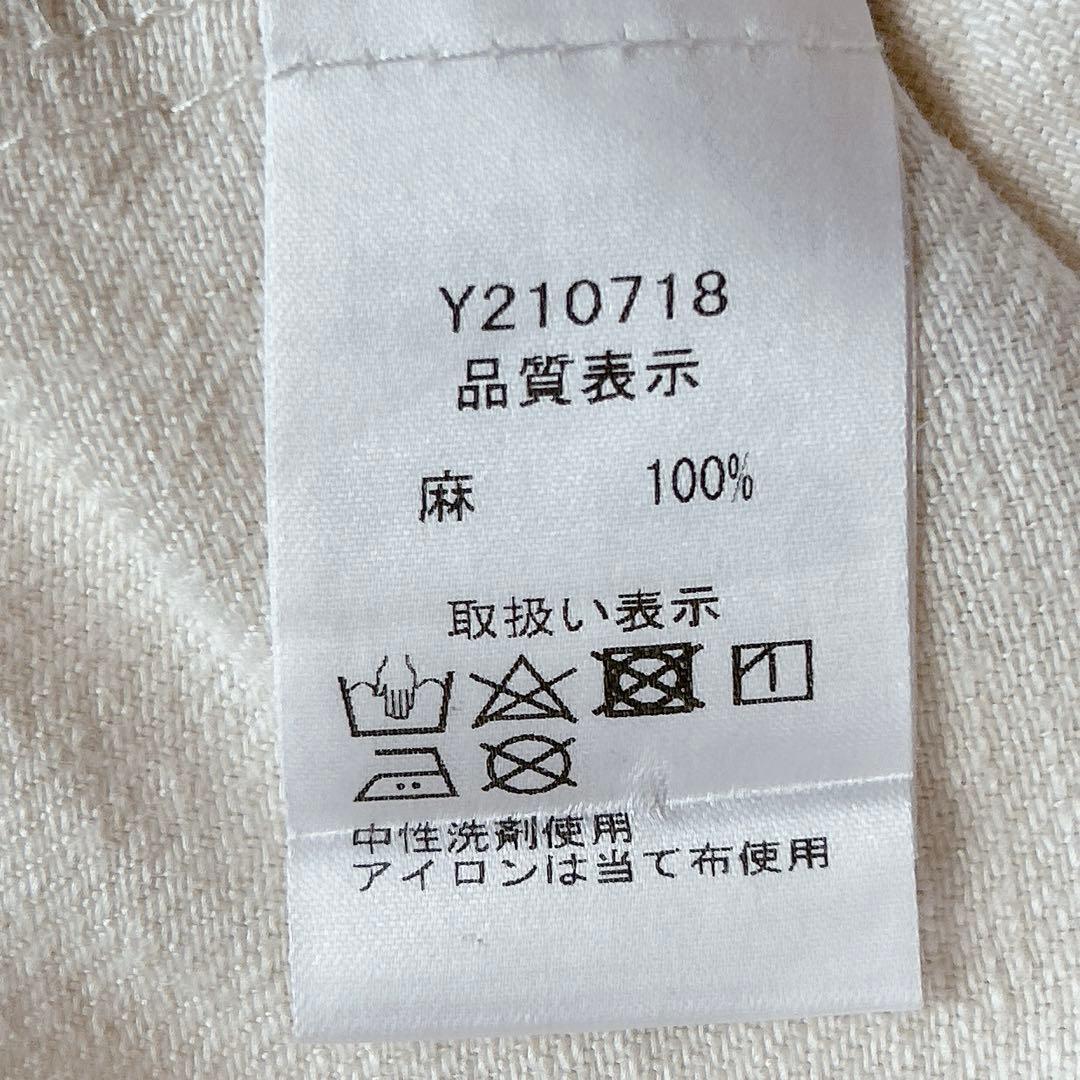 Y210718
品質表示
麻 100%
取扱い表示
中性洗剤使用
アイロンは当て布使用